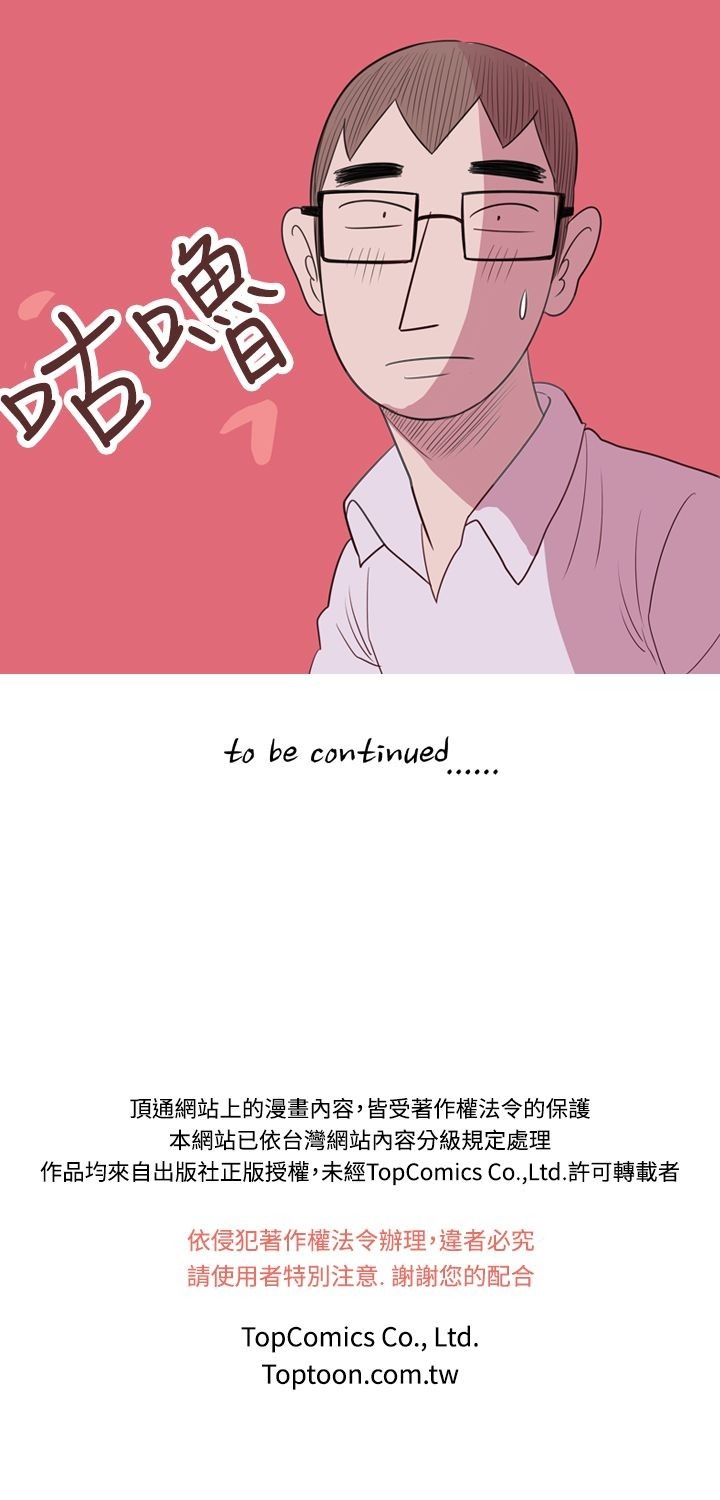 咕嚕
to be continued......
頂通網站上的漫畫內容，皆受著作權法令的保護
本網站已依台灣網站內容分級規定處理
作品均來自出版社正版授權，未經TopComics Co.,Ltd.許可轉載者
依侵犯著作權法令辦理，違者必究
請使用者特別注意. 謝謝您的配合
TopComics Co., Ltd.
Toptoon.com.tw